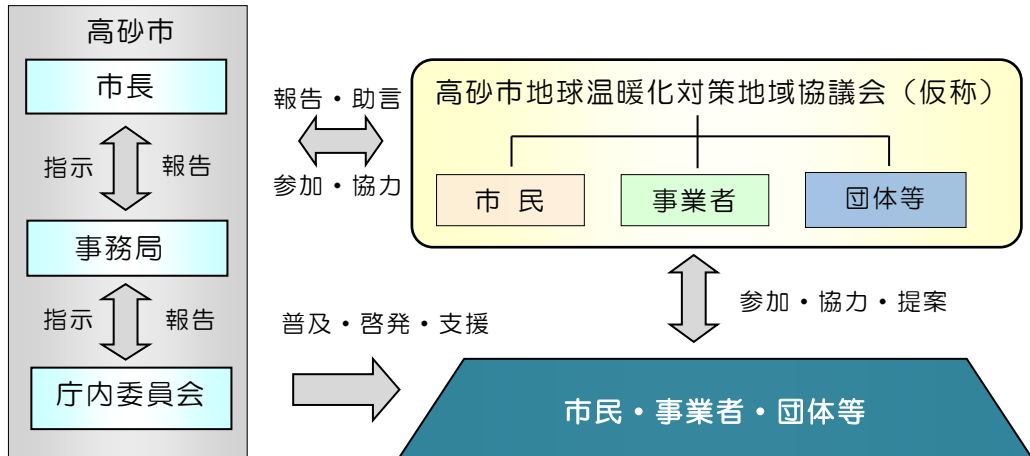 高砂市
市長
指示
報告
事務局
指示
報告
庁内委員会
報告・助言
参加・協力
高砂市地球温暖化対策地域協議会（仮称）
市 民
事業者
団体等
参加・協力・提案
普及・啓発・支援
市民・事業者・団体等